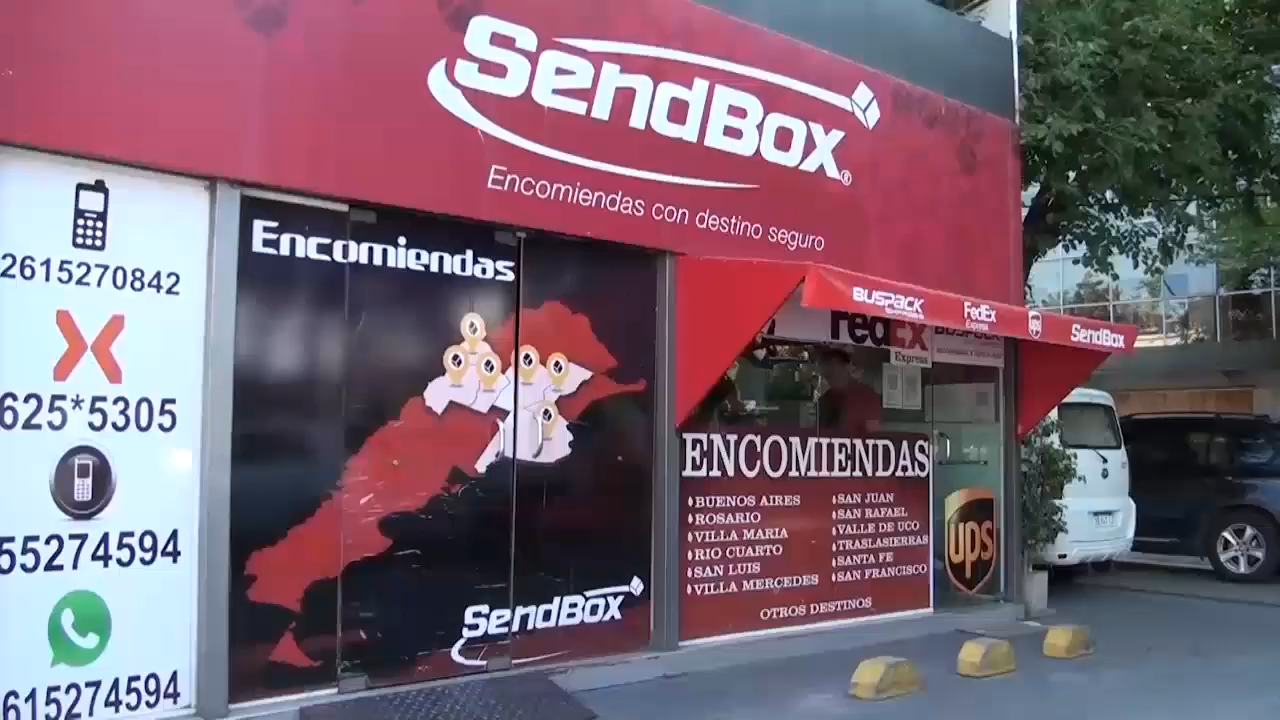 SendBox®
Encomiendas con destino seguro
2615270842
625*5305
55274594
615274594
Encomiendas
SendBox
BUSPACK
FedEx
Express
ups
SendBox
FedEx
Express
BUSPACK
ENCOMIENDAS
BUENOS AIRES
ROSARIO
VILLA MARIA
RIO CUARTO
SAN LUIS
VILLA MERCEDES
SAN JUAN
SAN RAFAEL
VALLE DE UCO
TRASLASIERRAS
SANTA FE
SAN FRANCISCO
OTROS DESTINOS
ups